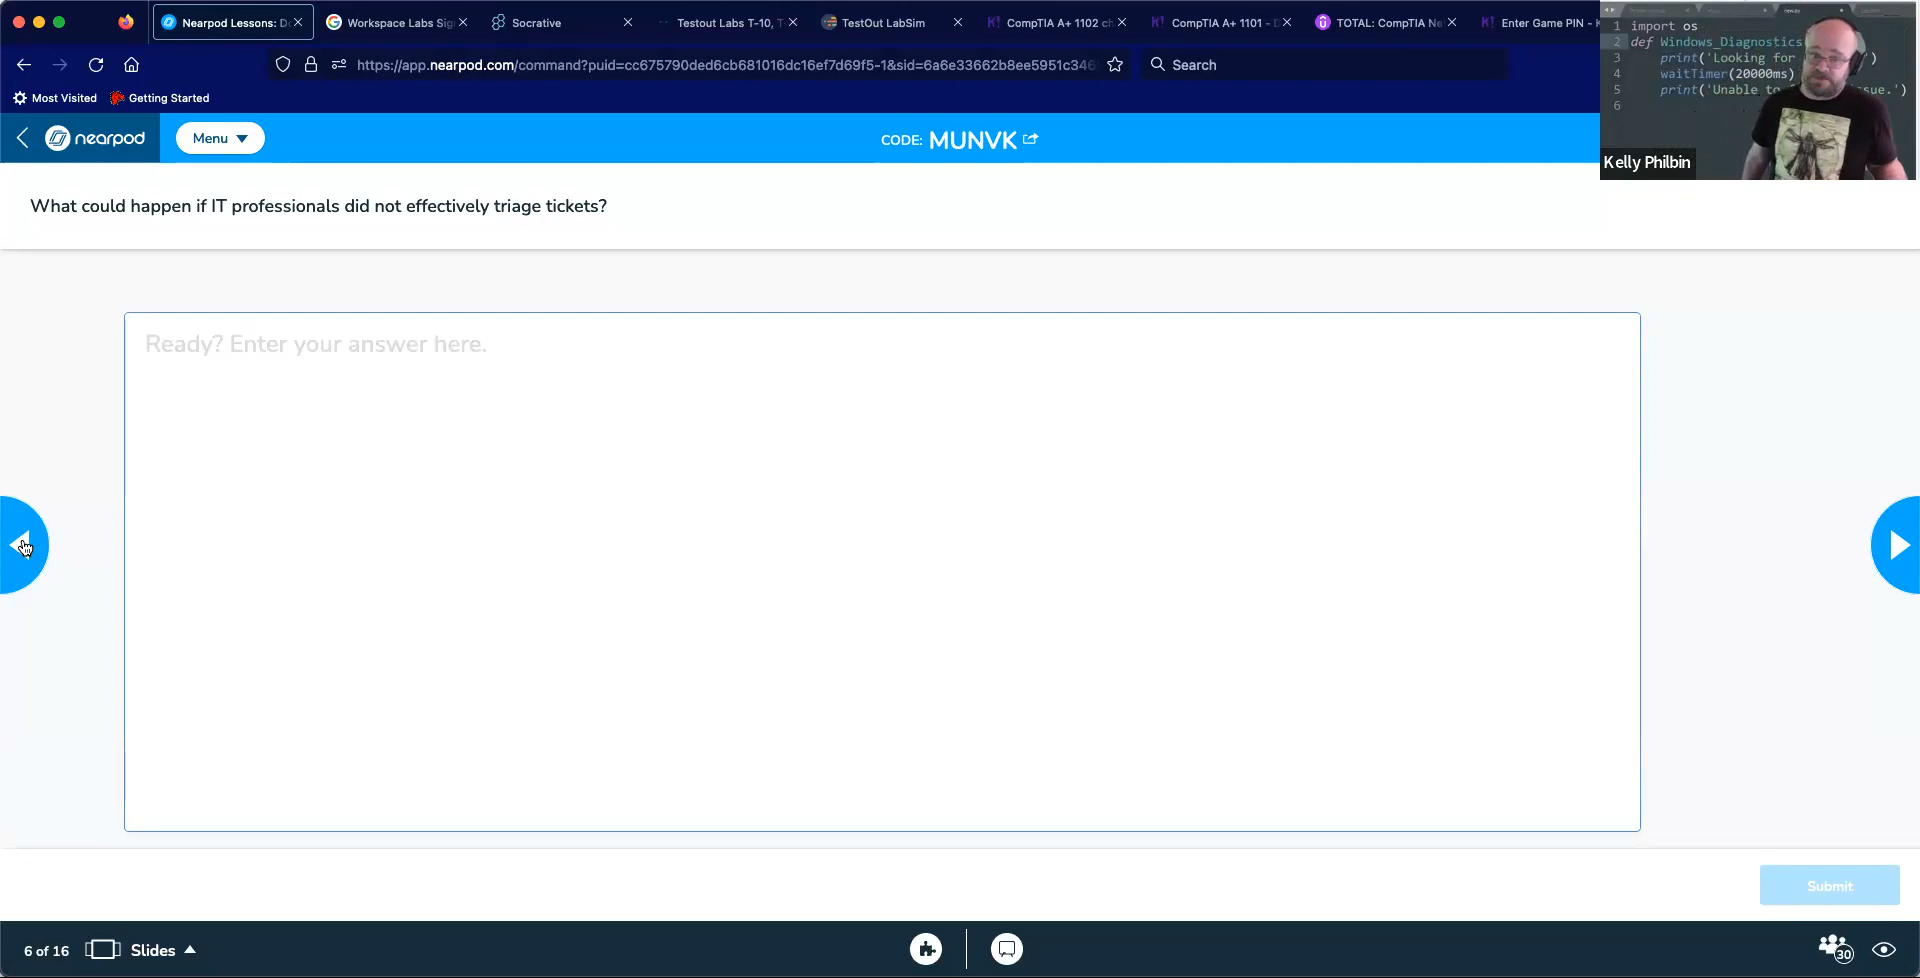 Nearpod Lessons: Do
Workspace Labs Sig
Socrative
Testout Labs T-10, T
TestOut LabSim
CompTIA A+ 1102 ch
CompTIA A+ 1101 - D
TOTAL: CompTIA Ne
Enter Game PIN - K
https://app.nearpod.com/command?puid=cc675790ded6cb681016dc16ef7d69f5-1&sid=6a6e33662b8ee5951c346
Search
Most Visited
Getting Started
nearpod
Menu
CODE: MUNVK
1 import os
2 def Windows_Diagnostics
3 print('Looking for ')
4 waitTimer(20000ms)
5 print('Unable to sue.')
6
Kelly Philbin
What could happen if IT professionals did not effectively triage tickets?
Ready? Enter your answer here.
Submit
6 of 16
Slides
30